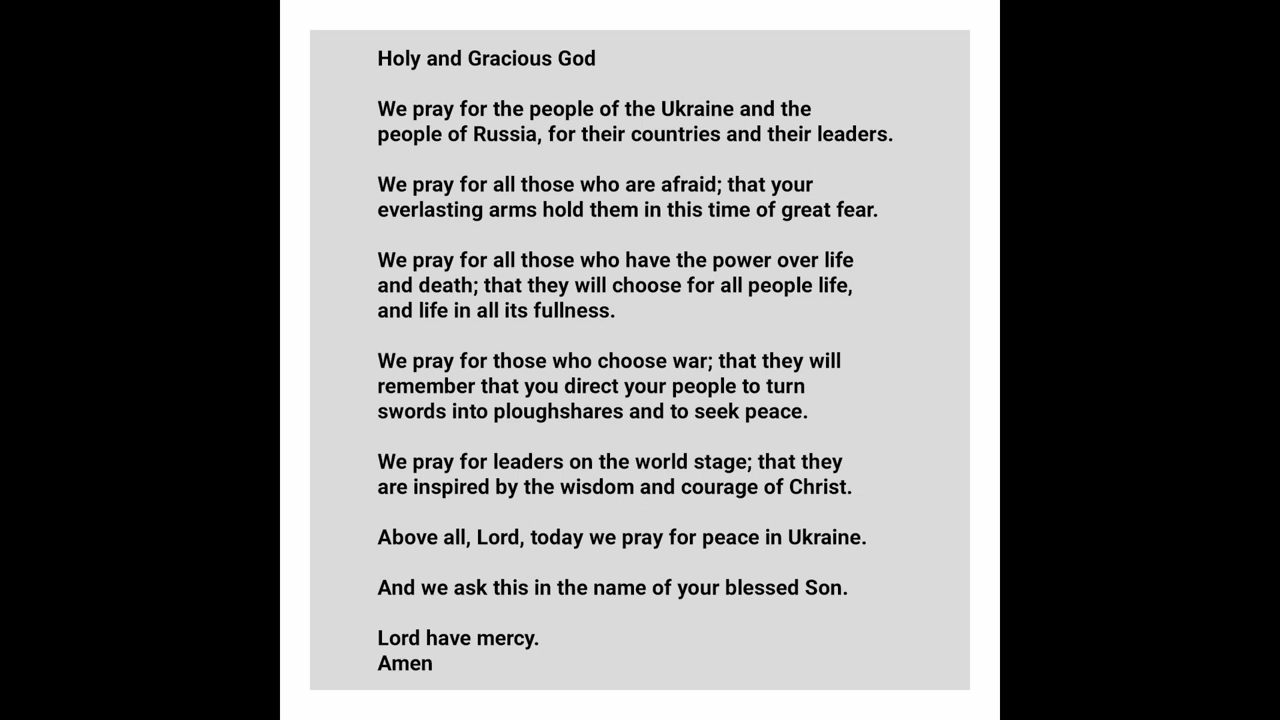 Holy and Gracious God
We pray for the people of the Ukraine and the
people of Russia, for their countries and their leaders.
We pray for all those who are afraid; that your
everlasting arms hold them in this time of great fear.
We pray for all those who have the power over life
and death; that they will choose for all people life,
and life in all its fullness.
We pray for those who choose war; that they will
remember that you direct your people to turn
swords into ploughshares and to seek peace.
We pray for leaders on the world stage; that they
are inspired by the wisdom and courage of Christ.
Above all, Lord, today we pray for peace in Ukraine.
And we ask this in the name of your blessed Son.
Lord have mercy.
Amen